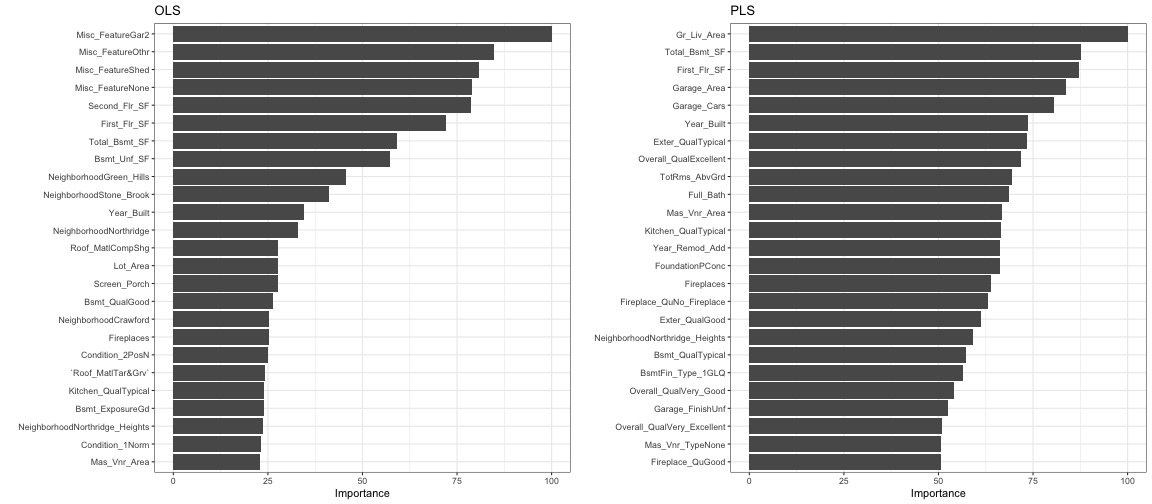 OLS
Misc_FeatureGar2
Misc_FeatureOthr
Misc_FeatureShed
Misc_FeatureNone
Second_Flr_SF
First_Flr_SF
Total_Bsmt_SF
Bsmt_Unf_SF
NeighborhoodGreen_Hills
NeighborhoodStone_Brook
Year_Built
NeighborhoodNorthridge
Roof_MatlCompShg
Lot_Area
Screen_Porch
Bsmt_QualGood
NeighborhoodCrawford
Fireplaces
Condition_2PosN
`Roof_MatlTar&Grv`
Kitchen_QualTypical
Bsmt_ExposureGd
NeighborhoodNorthridge_Heights
Condition_1Norm
Mas_Vnr_Area
0 25 50 75 100
Importance
PLS
Gr_Liv_Area
Total_Bsmt_SF
First_Flr_SF
Garage_Area
Garage_Cars
Year_Built
Exter_QualTypical
Overall_QualExcellent
TotRms_AbvGrd
Full_Bath
Mas_Vnr_Area
Kitchen_QualTypical
Year_Remod_Add
FoundationPConc
Fireplaces
Fireplace_QuNo_Fireplace
Exter_QualGood
NeighborhoodNorthridge_Heights
Bsmt_QualTypical
BsmtFin_Type_1GLQ
Overall_QualVery_Good
Garage_FinishUnf
Overall_QualVery_Excellent
Mas_Vnr_TypeNone
Fireplace_QuGood
0 25 50 75 100
Importance